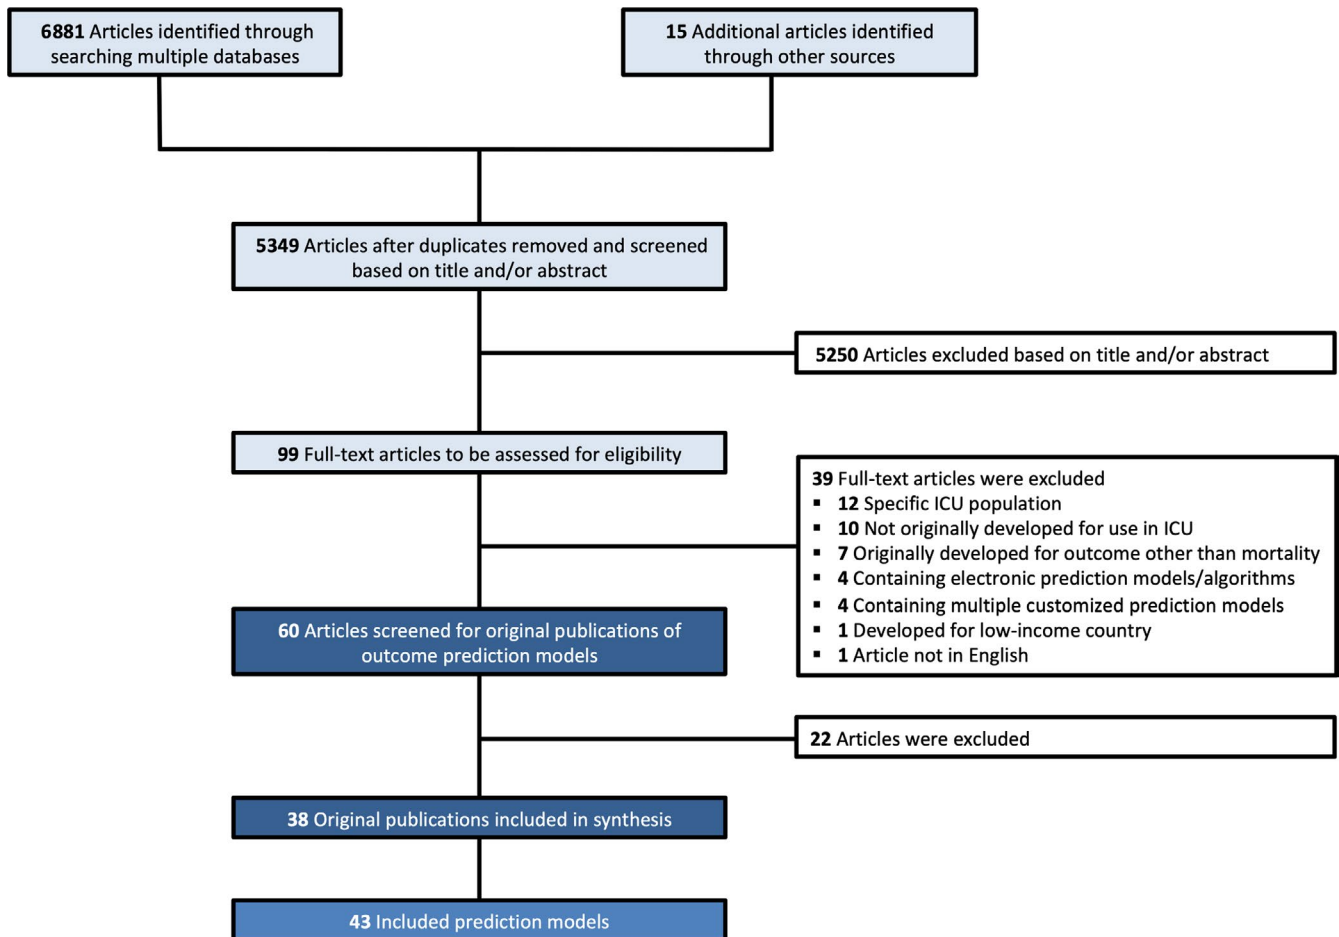 6881 Articles identified through
searching multiple databases
15 Additional articles identified
through other sources
5349 Articles after duplicates removed and screened
based on title and/or abstract
5250 Articles excluded based on title and/or abstract
99 Full-text articles to be assessed for eligibility
39 Full-text articles were excluded
▪ 12 Specific ICU population
▪ 10 Not originally developed for use in ICU
▪ 7 Originally developed for outcome other than mortality
▪ 4 Containing electronic prediction models/algorithms
▪ 4 Containing multiple customized prediction models
▪ 1 Developed for low-income country
▪ 1 Article not in English
60 Articles screened for original publications of
outcome prediction models
22 Articles were excluded
38 Original publications included in synthesis
43 Included prediction models